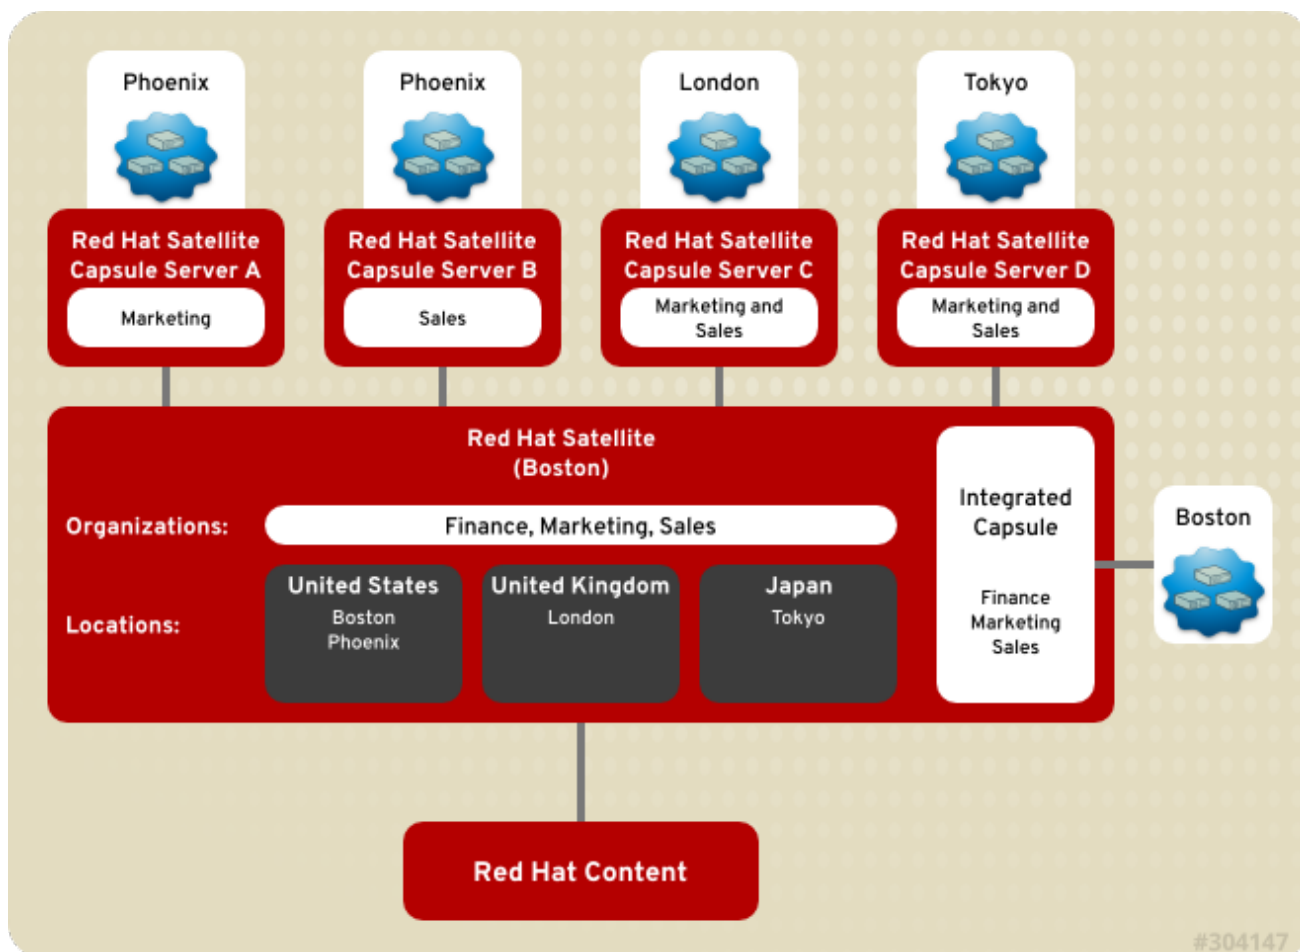 Phoenix
Phoenix
London
Tokyo
Red Hat Satellite
Capsule Server A
Marketing
Red Hat Satellite
Capsule Server B
Sales
Red Hat Satellite
Capsule Server C
Marketing and
Sales
Red Hat Satellite
Capsule Server D
Marketing and
Sales
Red Hat Satellite
(Boston)
Organizations:
Finance, Marketing, Sales
Locations:
United States
Boston
Phoenix
United Kingdom
London
Japan
Tokyo
Integrated
Capsule
Finance
Marketing
Sales
Boston
Red Hat Content
#304147